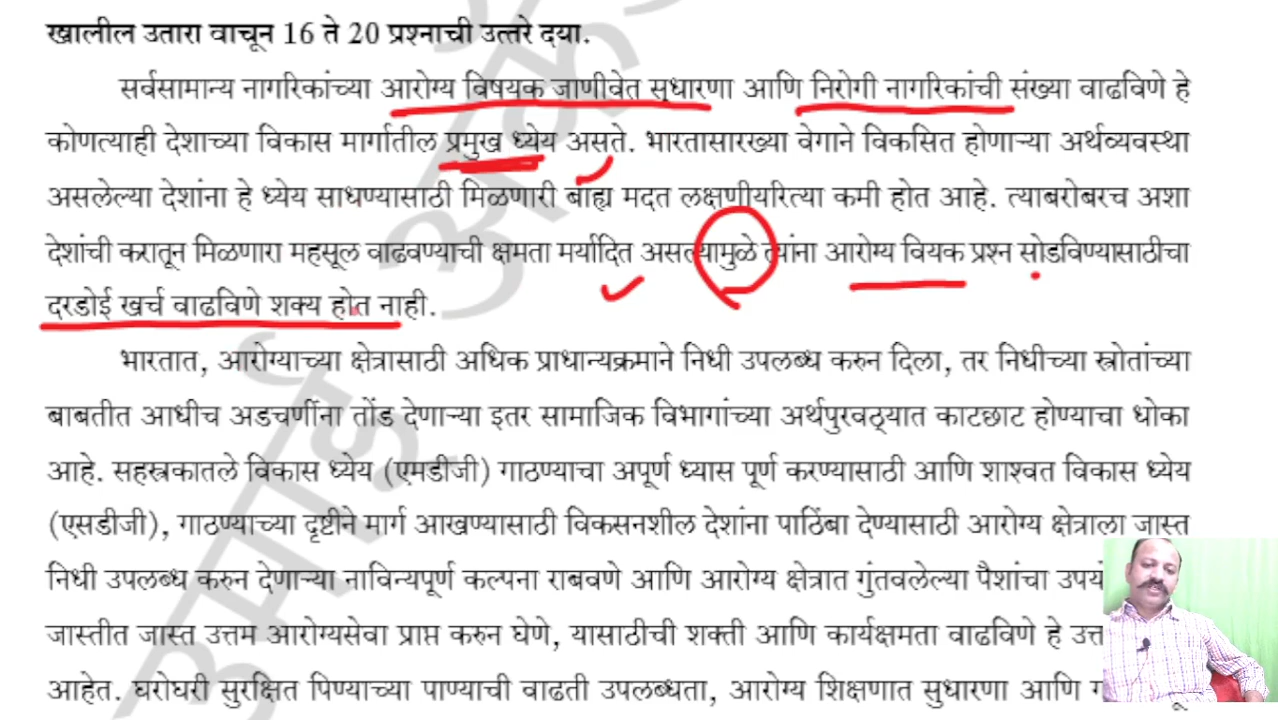 खालील उतारा वाचून 16 ते 20 प्रश्नाची उत्तरे दया.
सर्वसामान्य नागरिकांच्या आरोग्य विषयक जाणीवेत सुधारणा आणि निरोगी नागरिकांची संख्या वाढविणे हे
कोणत्याही देशाच्या विकास मार्गातील प्रमुख ध्येय असते. भारतासारख्या वेगाने विकसित होणाऱ्या अर्थव्यवस्था
असलेल्या देशांना हे ध्येय साधण्यासाठी मिळणारी बाह्य मदत लक्षणीयरित्या कमी होत आहे. त्याबरोबरच अशा
देशांची करातून मिळणारा महसूल वाढवण्याची क्षमता मर्यादित असल्यामुळे त्यांना आरोग्य वियक प्रश्न सोडविण्यासाठीचा
दरडोई खर्च वाढविणे शक्य होत नाही.
भारतात, आरोग्याच्या क्षेत्रासाठी अधिक प्राधान्यक्रमाने निधी उपलब्ध करुन दिला, तर निधीच्या स्त्रोतांच्या
बाबतीत आधीच अडचणींना तोंड देणाऱ्या इतर सामाजिक विभागांच्या अर्थपुरवठ्यात काटछाट होण्याचा धोका
आहे. सहस्त्रकातले विकास ध्येय (एमडीजी) गाठण्याचा अपूर्ण ध्यास पूर्ण करण्यासाठी आणि शाश्वत विकास ध्येय
(एसडीजी), गाठण्याच्या दृष्टीने मार्ग आखण्यासाठी विकसनशील देशांना पाठिंबा देण्यासाठी आरोग्य क्षेत्राला जास्त
निधी उपलब्ध करुन देणाऱ्या नाविन्यपूर्ण कल्पना राबवणे आणि आरोग्य क्षेत्रात गुंतवलेल्या पैशांचा
जास्तीत जास्त उत्तम आरोग्यसेवा प्राप्त करुन घेणे, यासाठीची शक्ती आणि कार्यक्षमता वाढविणे हे
आहेत. घरोघरी सुरक्षित पिण्याच्या पाण्याची वाढती उपलब्धता, आरोग्य शिक्षणात सुधारणा आणि